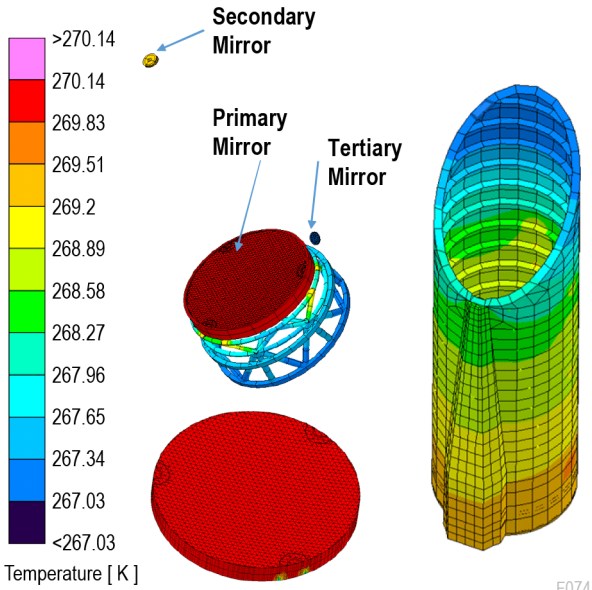 Secondary
Mirror
Primary
Mirror
Tertiary
Mirror
>270.14
270.14
269.83
269.51
269.2
268.89
268.58
268.27
267.96
267.65
267.34
267.03
<267.03
Temperature [ K ]
F074